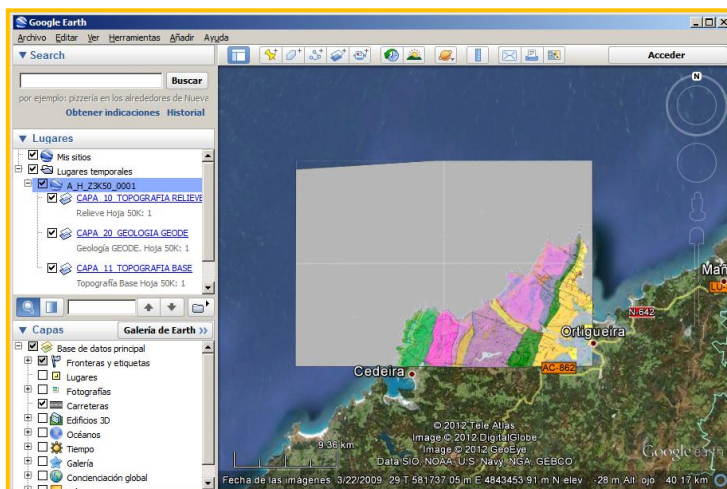 Google Earth
Archivo Editar Ver Herramientas Añadir Ayuda
Search
Buscar
por ejemplo: pizzería en los alrededores de Nueva
Obtener indicaciones Historial
Lugares
Mis sitios
Lugares temporales
A_H_Z3K50_0001
CAPA_10_TOPOGRAFIA RELIEVE
Relieve Hoja 50K: 1
CAPA_20_GEOLOGIA GEODE
Geología GEODE. Hoja 50K: 1
CAPA_11_TOPOGRAFIA BASE
Topografía Base Hoja 50K: 1
Capas
Galería de Earth >>
Base de datos principal
Fronteras y etiquetas
Lugares
Fotografías
Carreteras
Edificios 3D
Océanos
Tiempo
Galería
Concienciación global
Acceder
N
Mañ
LU-
N-642
Ortigueira
AC-862
Cedeira
© 2012 Tele Atlas
Image © 2012 DigitalGlobe
Image © 2012 GeoEye
Data SIO, NOAA, U.S. Navy, NGA, GEBCO
9.36 km
Google earth
Fecha de las imágenes: 3/22/2009 29 T 581737.05 m E 4843453.91 m N elev. -28 m Alt. ojo 40.17 km